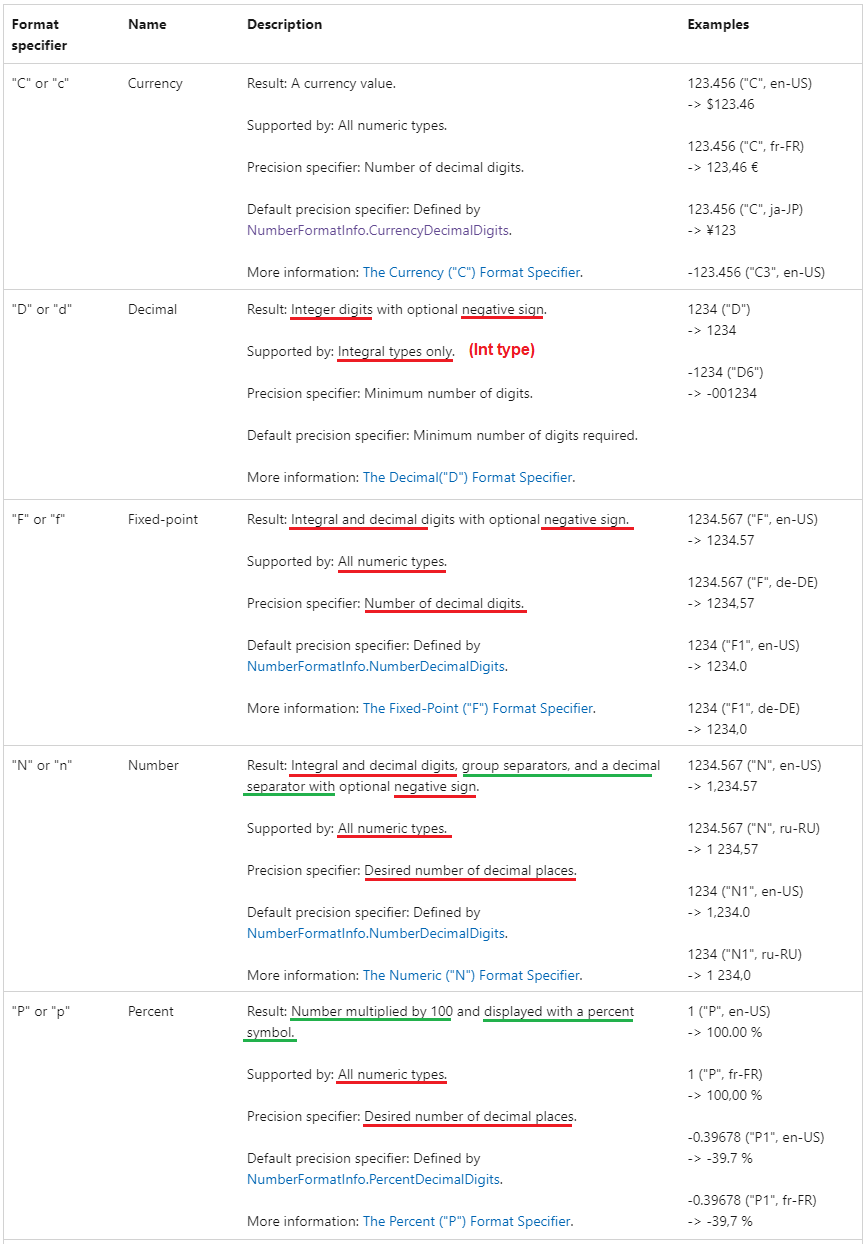 Format specifier
Name
Description
Examples
"C" or "c"
Currency
Result: A currency value.
Supported by: All numeric types.
Precision specifier: Number of decimal digits.
Default precision specifier: Defined by
NumberFormatInfo.CurrencyDecimalDigits.
More information: The Currency ("C") Format Specifier.
123.456 ("C", en-US)
-> $123.46
123.456 ("C", fr-FR)
-> 123,46 €
123.456 ("C", ja-JP)
-> ¥123
-123.456 ("C3", en-US)
"D" or "d"
Decimal
Result: Integer digits with optional negative sign.
Supported by: Integral types only. (Int type)
Precision specifier: Minimum number of digits.
Default precision specifier: Minimum number of digits required.
More information: The Decimal("D") Format Specifier.
1234 ("D")
-> 1234
-1234 ("D6")
-> -001234
"F" or "f"
Fixed-point
Result: Integral and decimal digits with optional negative sign.
Supported by: All numeric types.
Precision specifier: Number of decimal digits.
Default precision specifier: Defined by
NumberFormatInfo.NumberDecimalDigits.
More information: The Fixed-Point ("F") Format Specifier.
1234.567 ("F", en-US)
-> 1234.57
1234.567 ("F", de-DE)
-> 1234,57
1234 ("F1", en-US)
-> 1234.0
1234 ("F1", de-DE)
-> 1234,0
"N" or "n"
Number
Result: Integral and decimal digits, group separators, and a decimal
separator with optional negative sign.
Supported by: All numeric types.
Precision specifier: Desired number of decimal places.
Default precision specifier: Defined by
NumberFormatInfo.NumberDecimalDigits.
More information: The Numeric ("N") Format Specifier.
1234.567 ("N", en-US)
-> 1,234.57
1234.567 ("N", ru-RU)
-> 1 234,57
1234 ("N1", en-US)
-> 1,234.0
1234 ("N1", ru-RU)
-> 1 234,0
"P" or "p"
Percent
Result: Number multiplied by 100 and displayed with a percent
symbol.
Supported by: All numeric types.
Precision specifier: Desired number of decimal places.
Default precision specifier: Defined by
NumberFormatInfo.PercentDecimalDigits.
More information: The Percent ("P") Format Specifier.
1 ("P", en-US)
-> 100.00 %
1 ("P", fr-FR)
-> 100,00 %
-0.39678 ("P1", en-US)
-> -39.7 %
-0.39678 ("P1", fr-FR)
-> -39,7 %